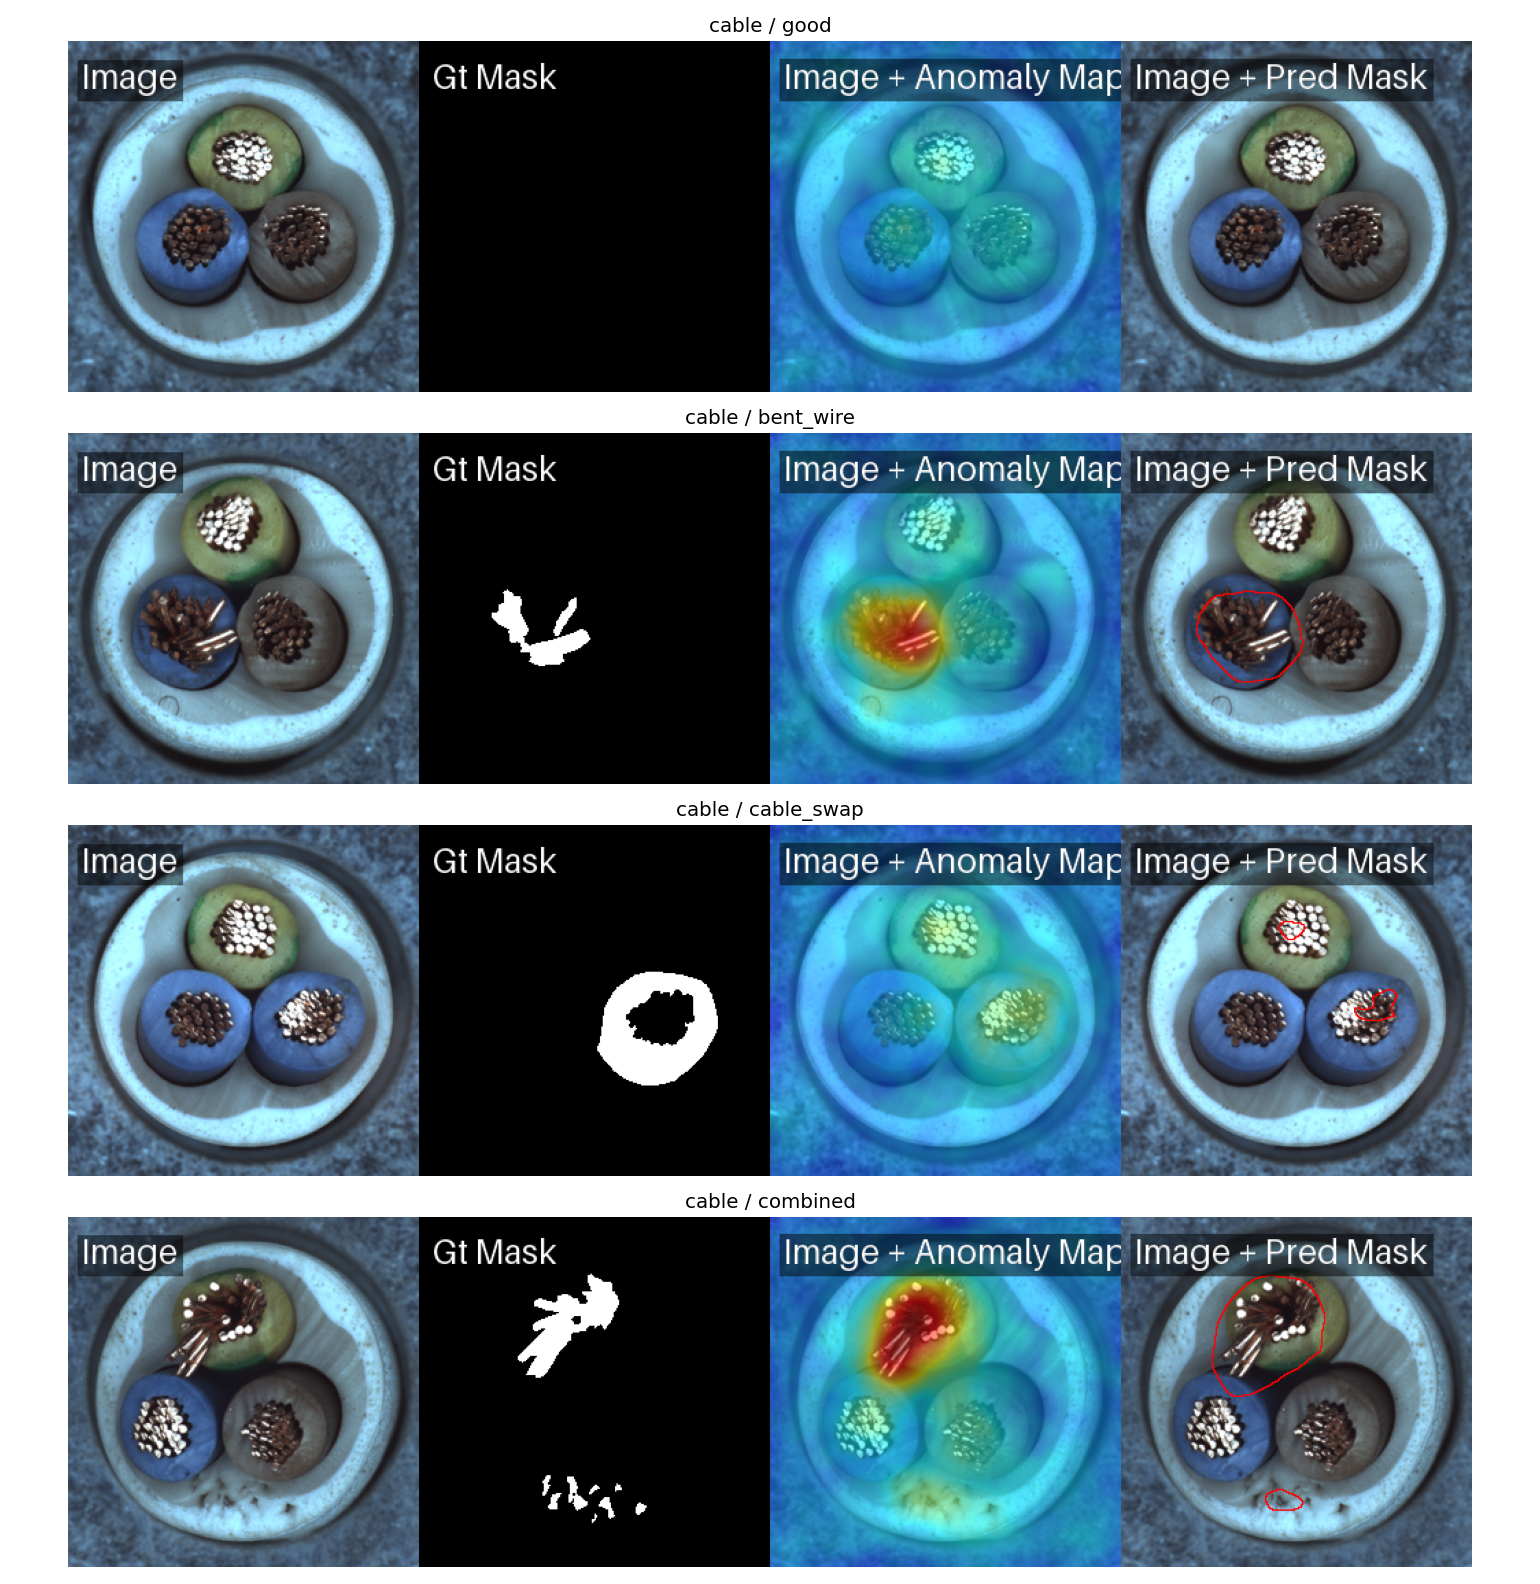 cable / good
Image
Gt Mask
Image + Anomaly Map
Image + Pred Mask
cable / bent_wire
Image
Gt Mask
Image + Anomaly Map
Image + Pred Mask
cable / cable_swap
Image
Gt Mask
Image + Anomaly Map
Image + Pred Mask
cable / combined
Image
Gt Mask
Image + Anomaly Map
Image + Pred Mask